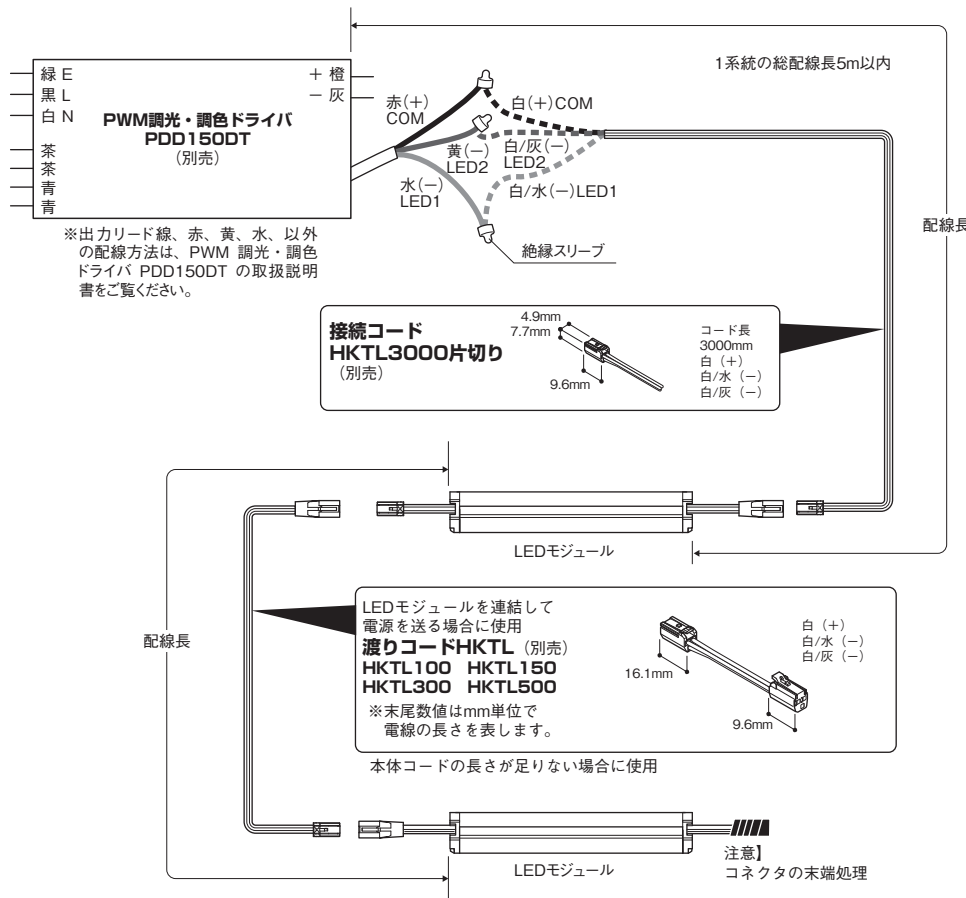 1系統の総配線長5m以内
緑 E
黒 L
白 N
茶
茶
青
青
PWM調光・調色ドライバ
PDD150DT
（別売）
＋ 橙
－ 灰
赤(＋)
COM
白(＋)COM
黄(－)
LED2
白/灰(－)
LED2
水(－)
LED1
白/水(－)LED1
絶縁スリーブ
配線長
※出力リード線、赤、黄、水、以外
の配線方法は、PWM 調光・調色
ドライバ PDD150DT の取扱説明
書をご覧ください。
接続コード
HKTL3000片切り
（別売）
4.9mm
7.7mm
9.6mm
コード長
3000mm
白（＋）
白/水（－）
白/灰（－）
LEDモジュール
配線長
LEDモジュールを連結して
電源を送る場合に使用
渡りコードHKTL（別売）
HKTL100 HKTL150
HKTL300 HKTL500
※末尾数値はmm単位で
電線の長さを表します。
16.1mm
9.6mm
白（＋）
白/水（－）
白/灰（－）
本体コードの長さが足りない場合に使用
LEDモジュール
注意】
コネクタの末端処理